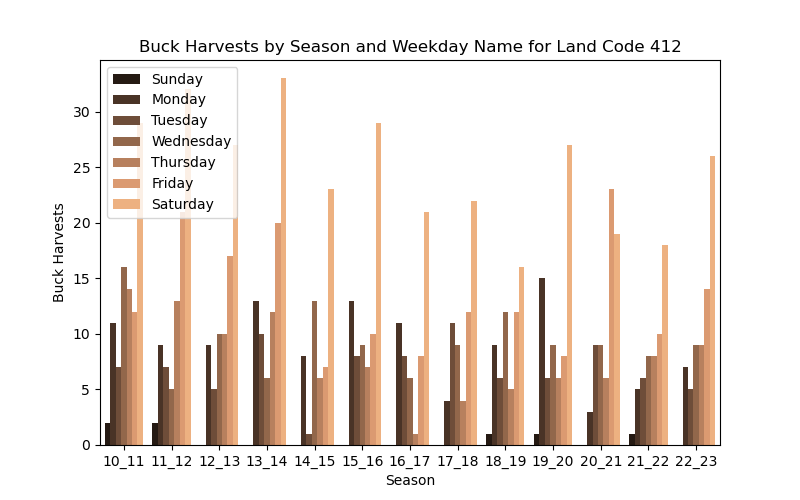 Buck Harvests by Season and Weekday Name for Land Code 412
Sunday
Monday
Tuesday
Wednesday
Thursday
Friday
Saturday
30
25
20
15
10
5
0
Buck Harvests
10_11 11_12 12_13 13_14 14_15 15_16 16_17 17_18 18_19 19_20 20_21 21_22 22_23
Season